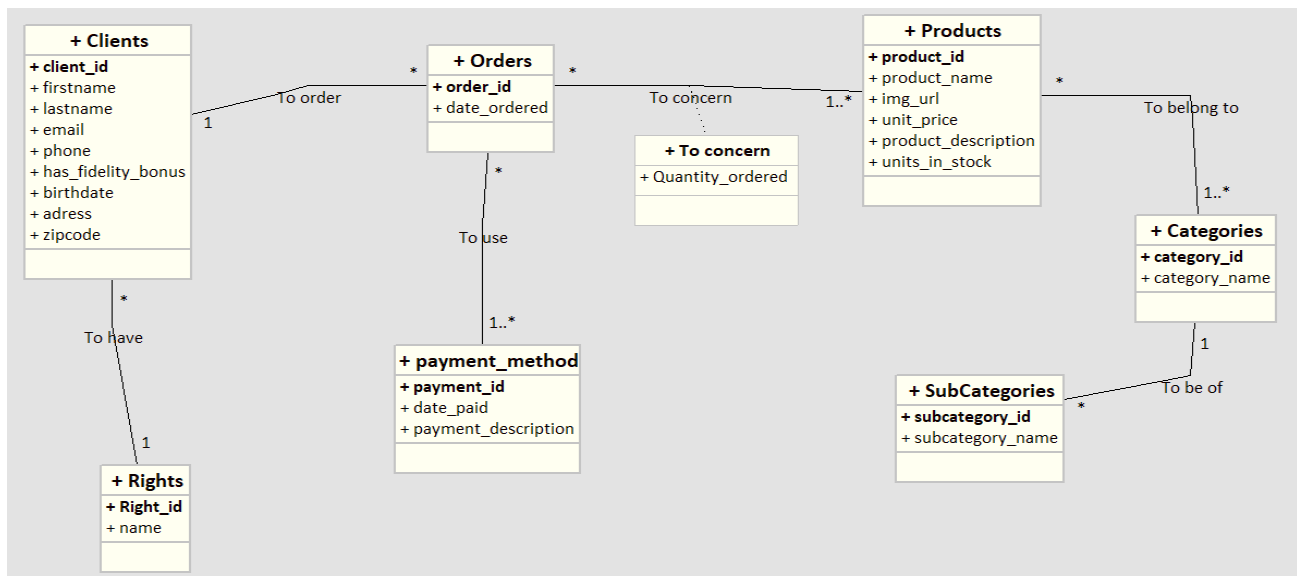 + Clients
+ client_id
+ firstname
+ lastname
+ email
+ phone
+ has_fidelity_bonus
+ birthdate
+ adress
+ zipcode
1
To order
*
+ Orders
+ order_id
+ date_ordered
*
To concern
1..*
+ To concern
+ Quantity_ordered
+ Products
+ product_id
+ product_name
+ img_url
+ unit_price
+ product_description
+ units_in_stock
*
To belong to
1..*
+ Categories
+ category_id
+ category_name
1
To be of
*
+ SubCategories
+ subcategory_id
+ subcategory_name
*
To use
1..*
+ payment_method
+ payment_id
+ date_paid
+ payment_description
*
To have
1
+ Rights
+ Right_id
+ name